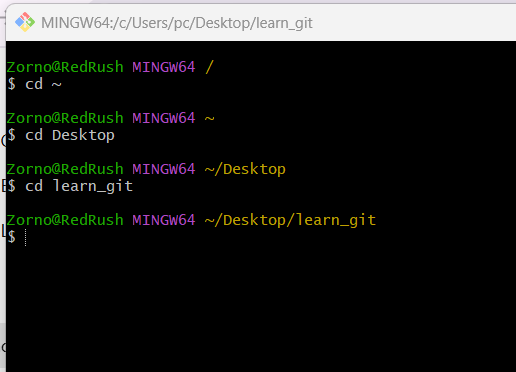 MINGW64:/c/Users/pc/Desktop/learn_git
Zorno@RedRush MINGW64 /
$ cd ~
Zorno@RedRush MINGW64 ~
$ cd Desktop
Zorno@RedRush MINGW64 ~/Desktop
$ cd learn_git
Zorno@RedRush MINGW64 ~/Desktop/learn_git
$